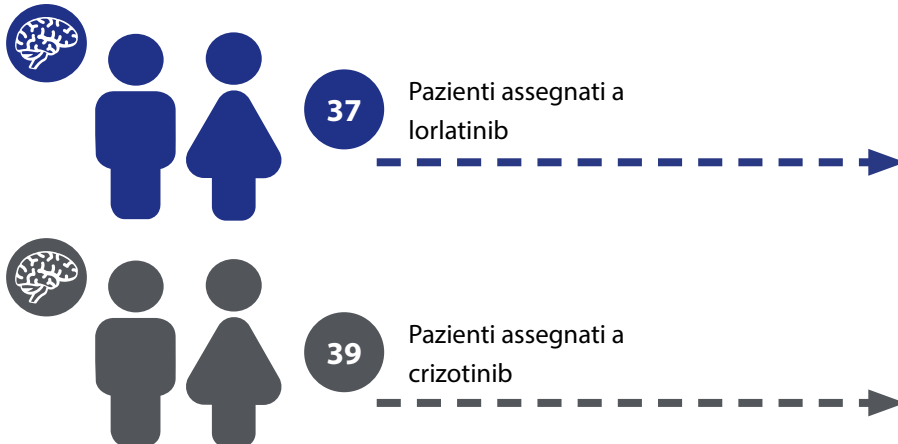 37
Pazienti assegnati a
lorlatinib
39
Pazienti assegnati a
crizotinib